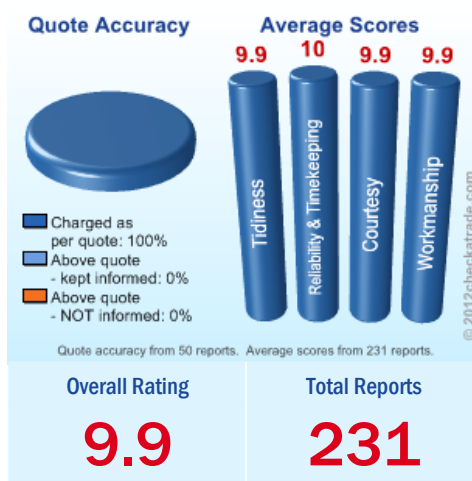 Quote Accuracy
Charged as
per quote: 100%
Above quote
- kept informed: 0%
Above quote
- NOT informed: 0%
Average Scores
9.9
10
9.9
9.9
Tidiness
Reliability & Timekeeping
Courtesy
Workmanship
© 2012checkatrade.com
Quote accuracy from 50 reports. Average scores from 231 reports.
Overall Rating
9.9
Total Reports
231